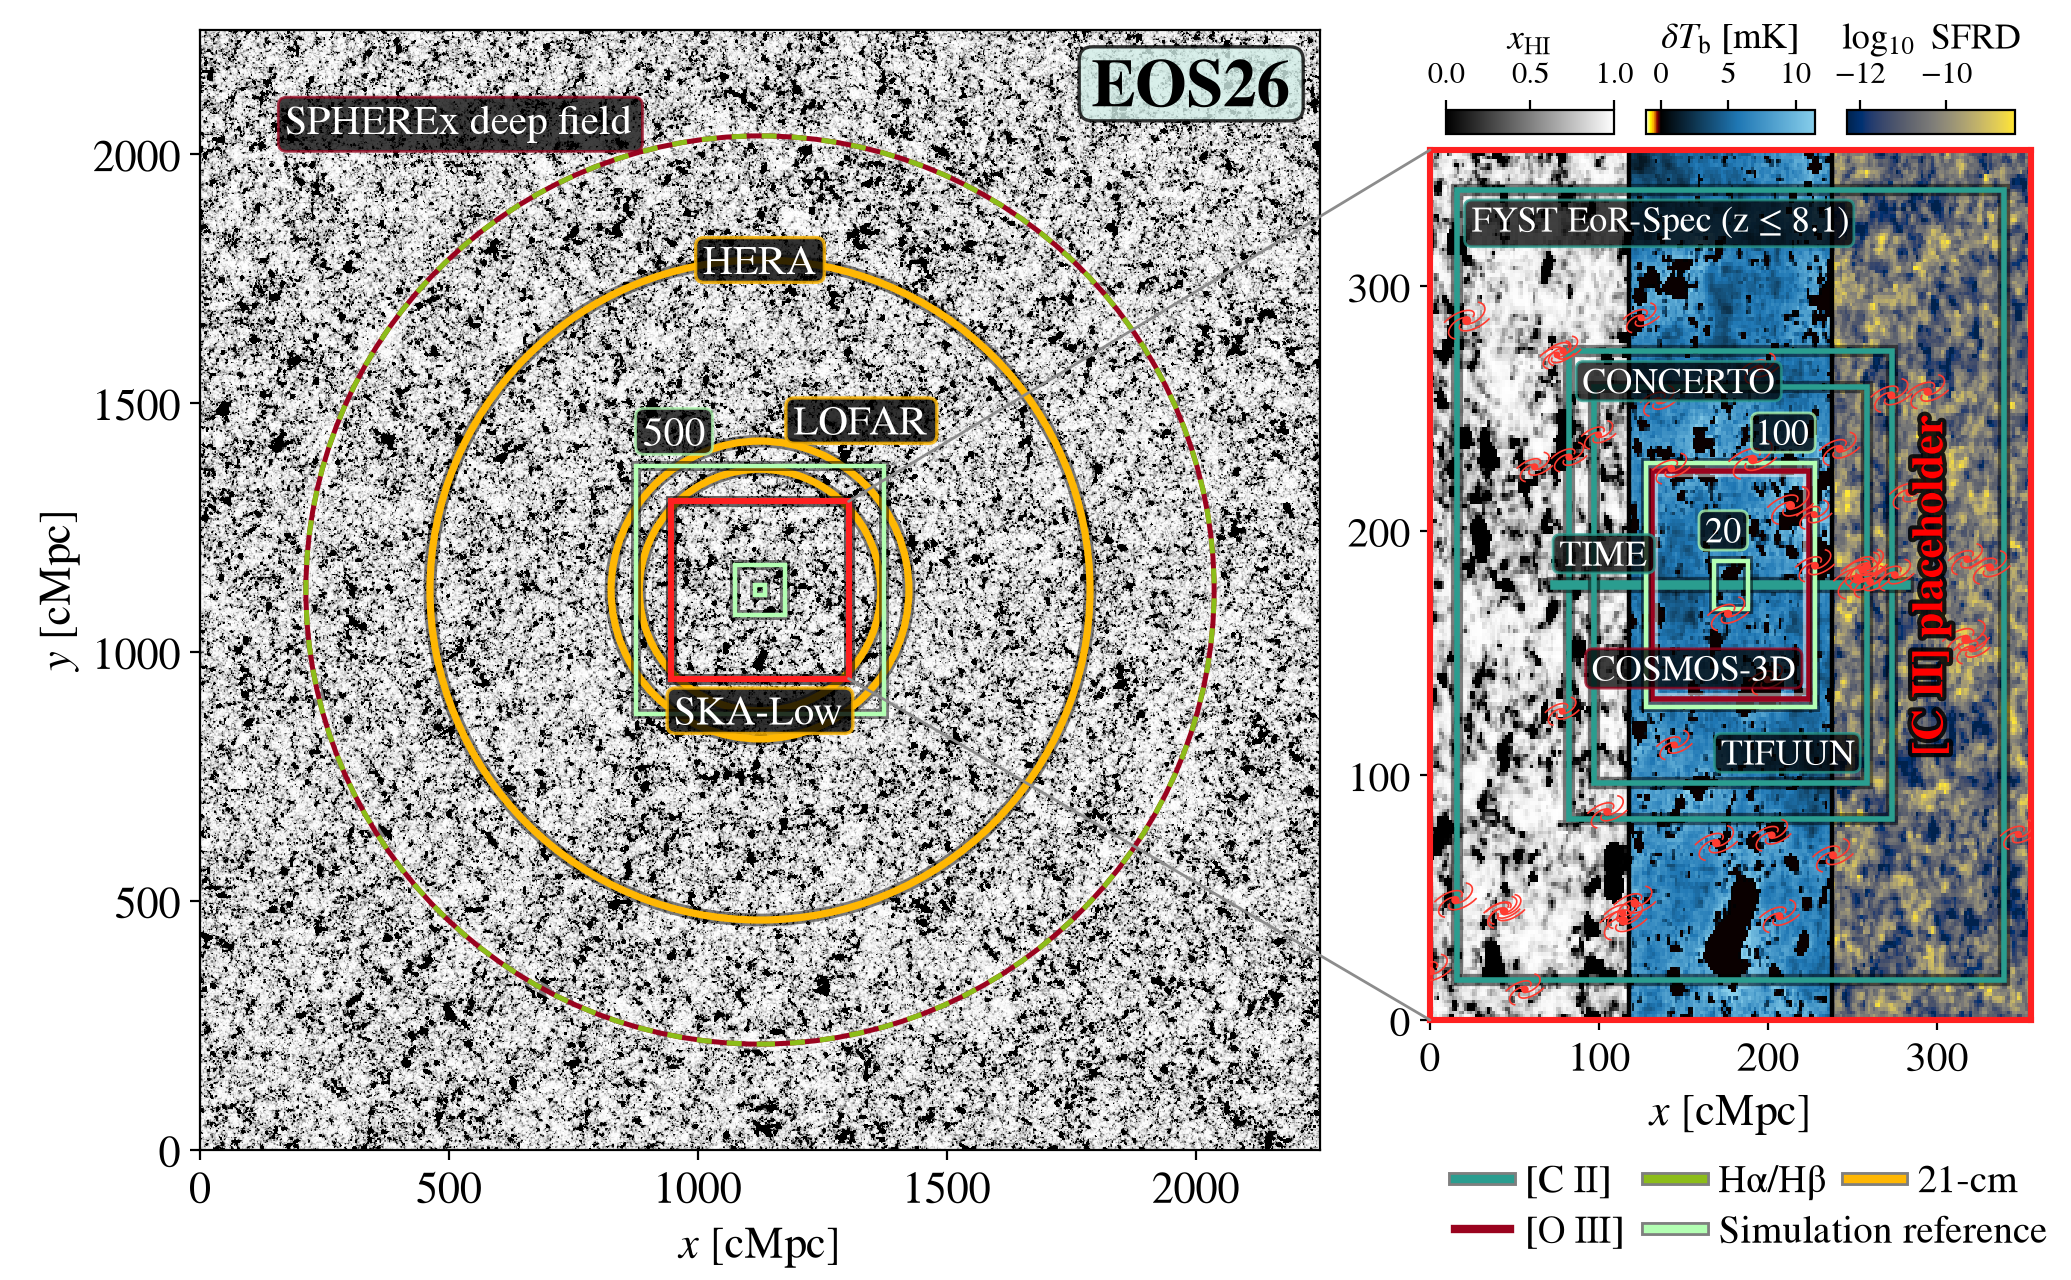 EOS26
SPHEREx deep field
HERA
LOFAR
500
SKA-Low
2000
1500
1000
500
0
y [cMpc]
0 500 1000 1500 2000
x [cMpc]
x_HI δT_b [mK] log₁₀ SFRD
0.0 0.5 1.0 0 5 10 −12 −10
FYST EoR-Spec (z ≤ 8.1)
CONCERTO
100
20
TIME
COSMOS-3D
TIFUUN
[C II] placeholder
300
200
100
0
0 100 200 300
x [cMpc]
[C II] Hα/Hβ 21-cm
[O III] Simulation reference